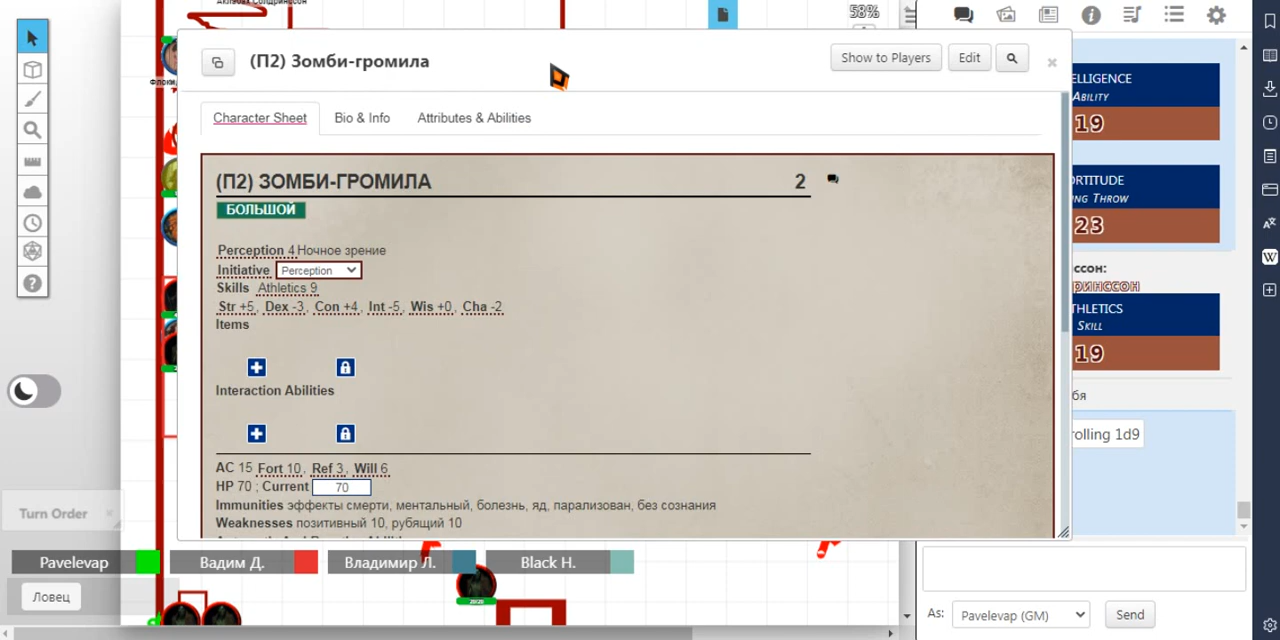 58%
(П2) Зомби-громила
Show to Players
Edit
Character Sheet
Bio & Info
Attributes & Abilities
(П2) ЗОМБИ-ГРОМИЛА 2
БОЛЬШОЙ
Perception 4 Ночное зрение
Initiative Perception
Skills Athletics 9
Str +5, Dex -3, Con +4, Int -5, Wis +0, Cha -2
Items
Interaction Abilities
AC 15 Fort 10, Ref 3, Will 6
HP 70 ; Current 70
Immunities эффекты смерти, ментальный, болезнь, яд, парализован, без сознания
Weaknesses позитивный 10, рубящий 10
ELLIGENCE
ABILITY
19
ORTITUDE
ING THROW
23
ссон:
ринссон
THLETICS
SKILL
19
бя
rolling 1d9
Turn Order
Pavelevap
Вадим Д.
Владимир Л.
Black H.
Ловец
As:
Pavelevap (GM)
Send